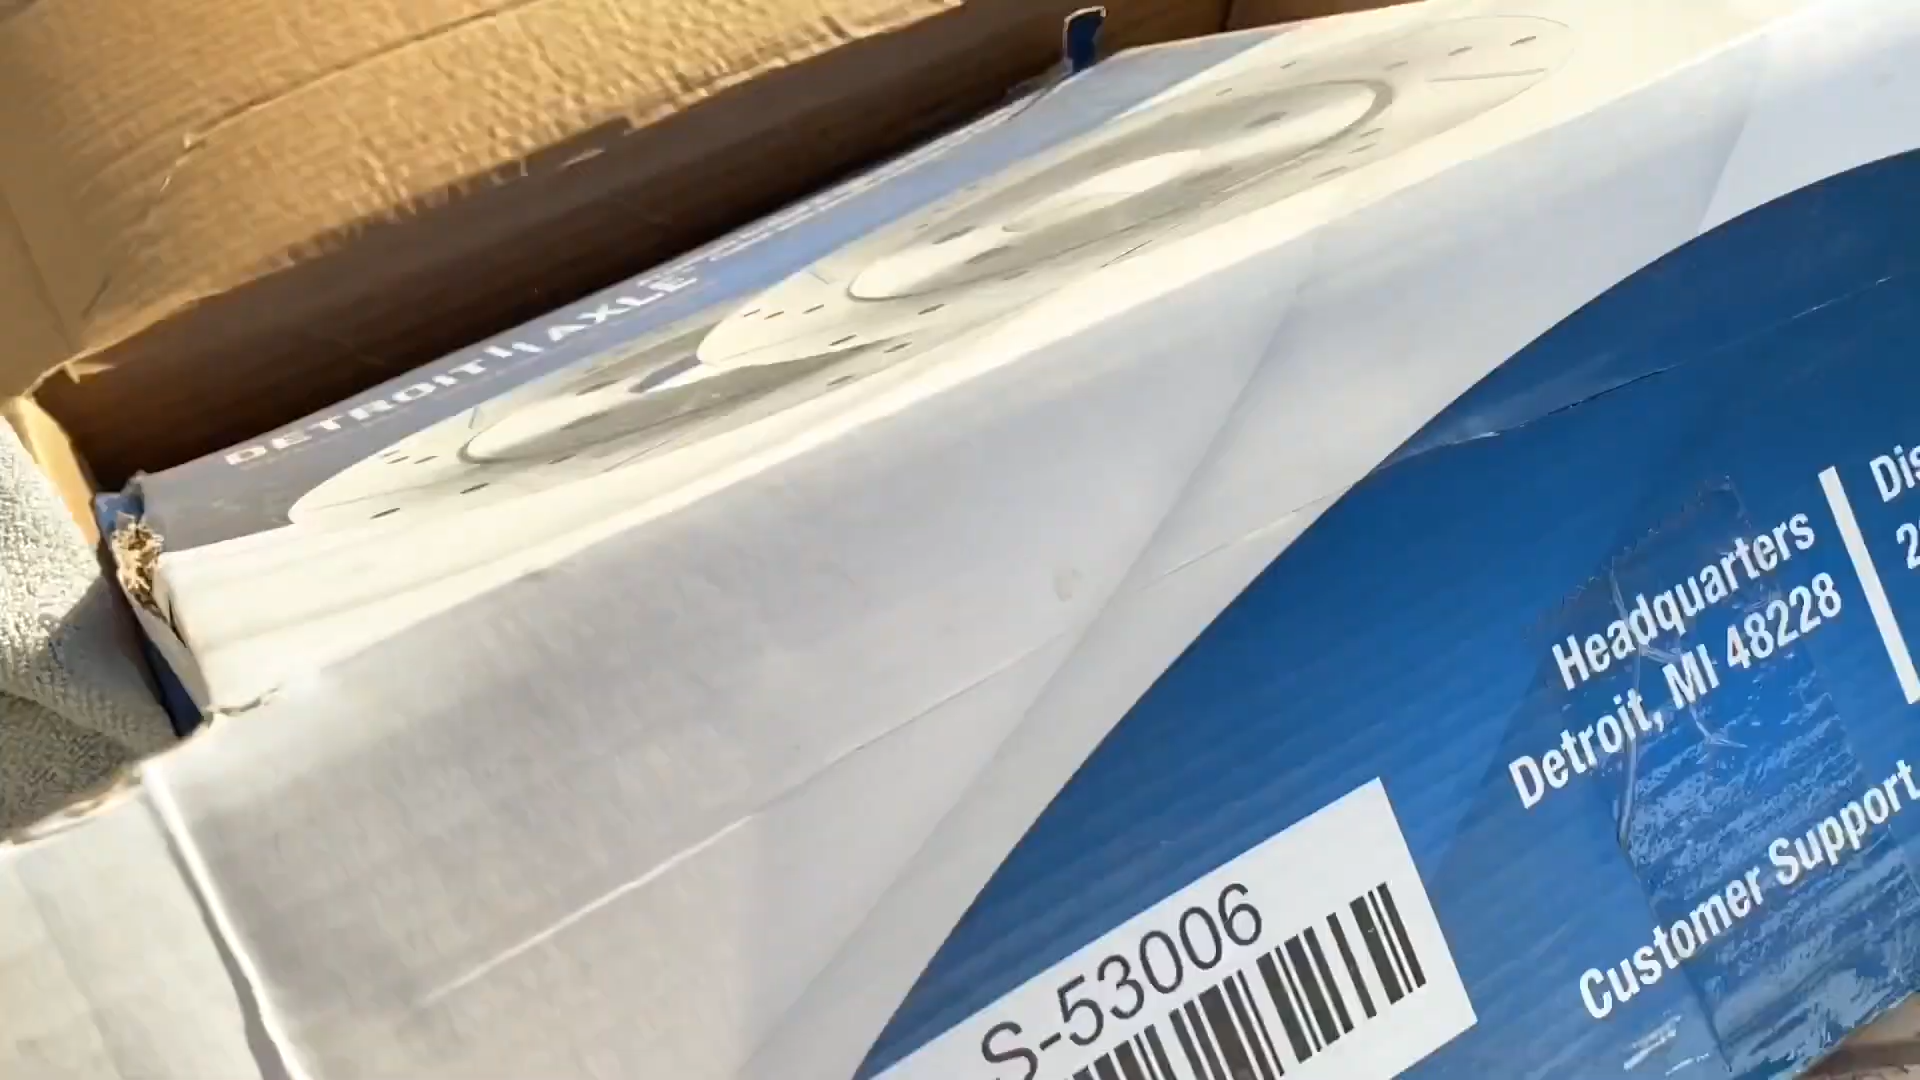 DETROIT AXLE
Headquarters
Detroit, MI 48228
Customer Support
S-53006